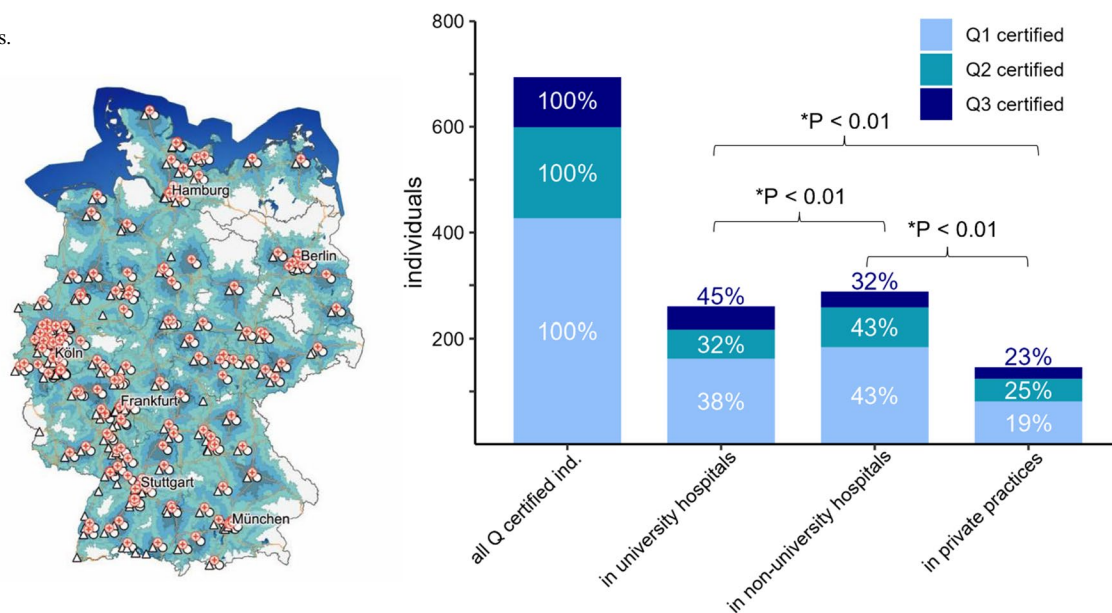 s.
Hamburg
Berlin
Köln
Frankfurt
Stuttgart
München
800
600
400
200
individuals
Q1 certified
Q2 certified
Q3 certified
*P < 0.01
*P < 0.01
*P < 0.01
100%
100%
100%
45%
32%
38%
32%
43%
43%
23%
25%
19%
all Q certified ind.
in university hospitals
in non-university hospitals
in private practices